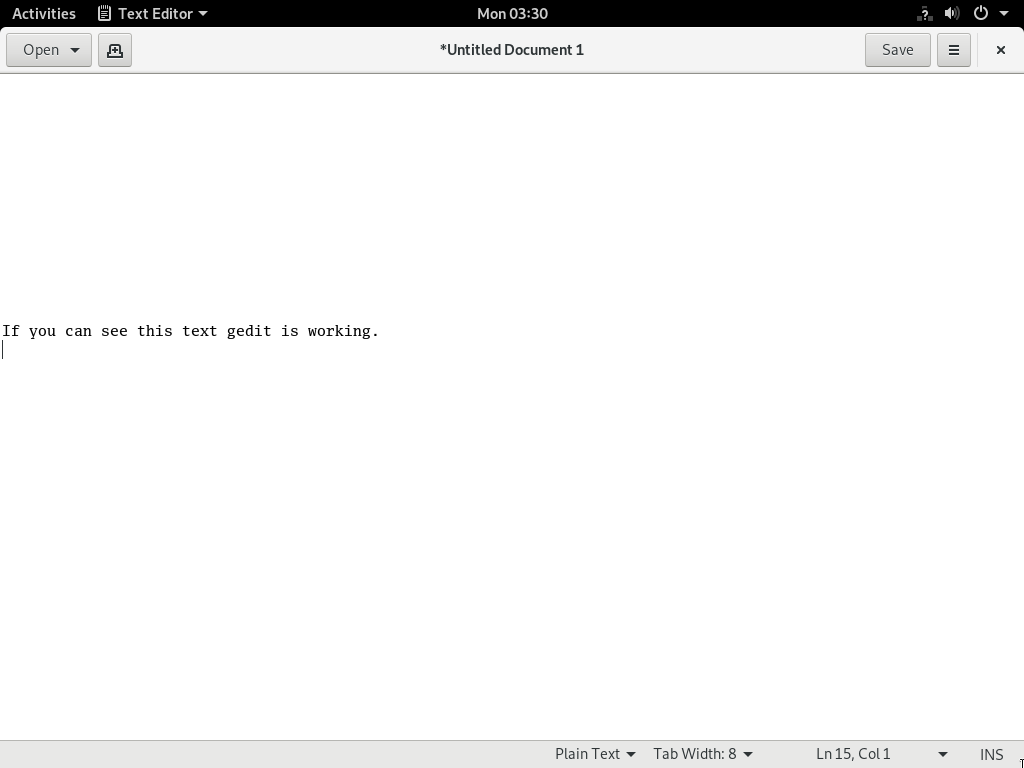 Activities Text Editor Mon 03:30 ?
Open *Untitled Document 1 Save
If you can see this text gedit is working.
Plain Text Tab Width: 8 Ln 15, Col 1 INS